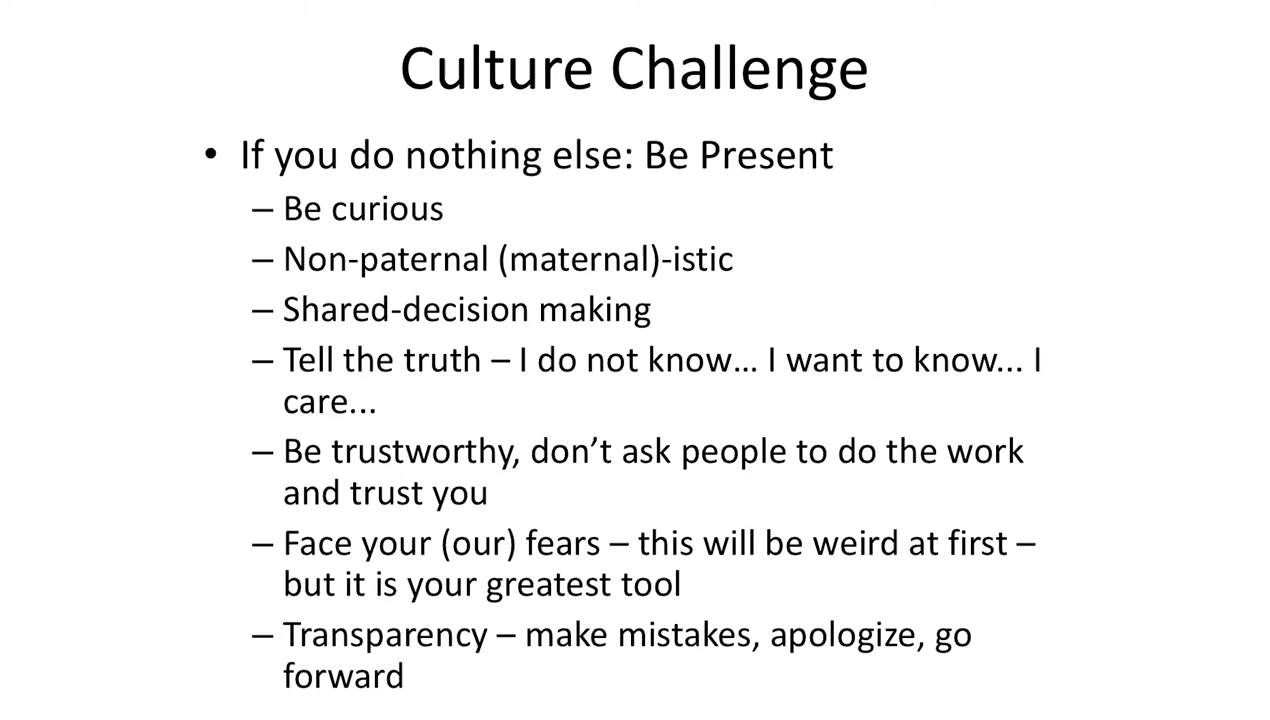 Culture Challenge
• If you do nothing else: Be Present
– Be curious
– Non-paternal (maternal)-istic
– Shared-decision making
– Tell the truth – I do not know… I want to know... I
care...
– Be trustworthy, don’t ask people to do the work
and trust you
– Face your (our) fears – this will be weird at first –
but it is your greatest tool
– Transparency – make mistakes, apologize, go
forward